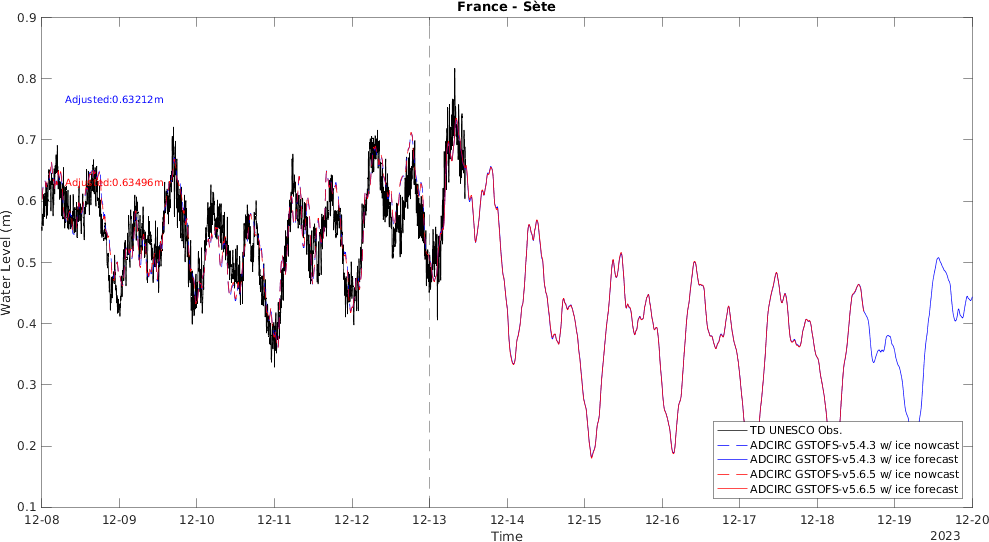 France - Sète
0.9
0.8
0.7
0.6
0.5
0.4
0.3
0.2
0.1
Water Level (m)
Adjusted:0.63212m
Adjusted:0.63496m
TD UNESCO Obs.
ADCIRC GSTOFS-v5.4.3 w/ ice nowcast
ADCIRC GSTOFS-v5.4.3 w/ ice forecast
ADCIRC GSTOFS-v5.6.5 w/ ice nowcast
ADCIRC GSTOFS-v5.6.5 w/ ice forecast
12-08 12-09 12-10 12-11 12-12 12-13 12-14 12-15 12-16 12-17 12-18 12-19 12-20
Time
2023